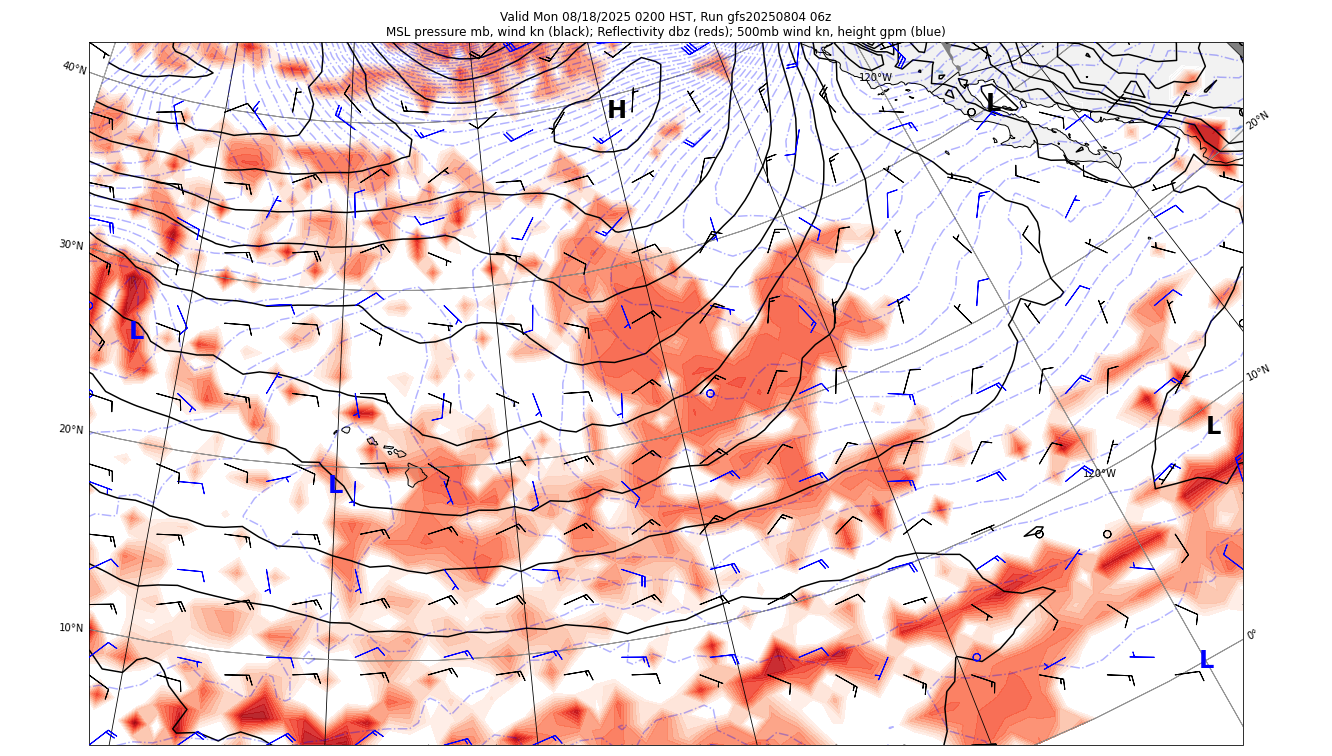 Valid Mon 08/18/2025 0200 HST, Run gfs20250804 06z
MSL pressure mb, wind kn (black); Reflectivity dbz (reds); 500mb wind kn, height gpm (blue)
40°N
120°W
L
H
20°N
30°N
L
10°N
20°N
L
120°W
L
10°N
0°
L